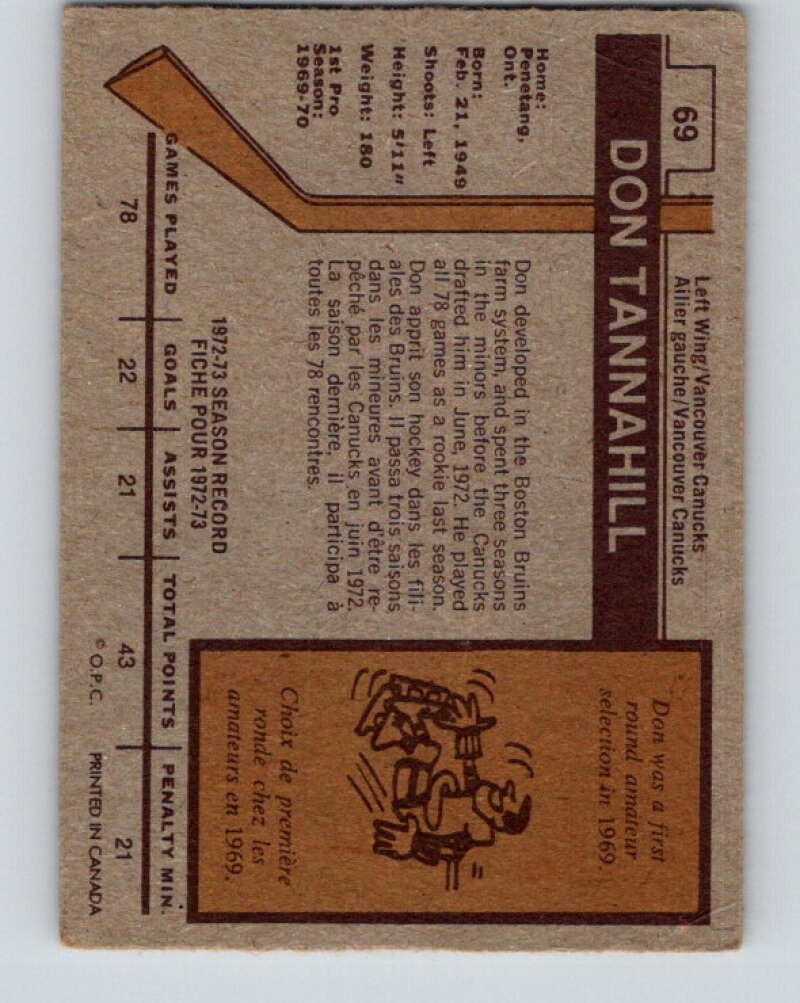 69
Left Wing/Vancouver Canucks
Ailier gauche/Vancouver Canucks
DON TANNAHILL
Home:
Penetang,
Ont.
Born:
Feb. 21, 1949
Shoots: Left
Height: 5'11"
Weight: 180
1st Pro
Season:
1969-70
Don developed in the Boston Bruins
farm system, and spent three seasons
in the minors before the Canucks
drafted him in June, 1972. He played
all 78 games as a rookie last season.
Don apprit son hockey dans les fili-
ales des Bruins. Il passa trois saisons
dans les mineures avant d'être re-
pêché par les Canucks en juin 1972.
La saison dernière, il participa à
toutes les 78 rencontres.
Don was a first
round amateur
selection in 1969.
Choix de première
ronde chez les
amateurs en 1969.
1972-73 SEASON RECORD
FICHE POUR 1972-73
GAMES PLAYED GOALS ASSISTS TOTAL POINTS PENALTY MIN.
78 22 21 43 21
© O.P.C. PRINTED IN CANADA